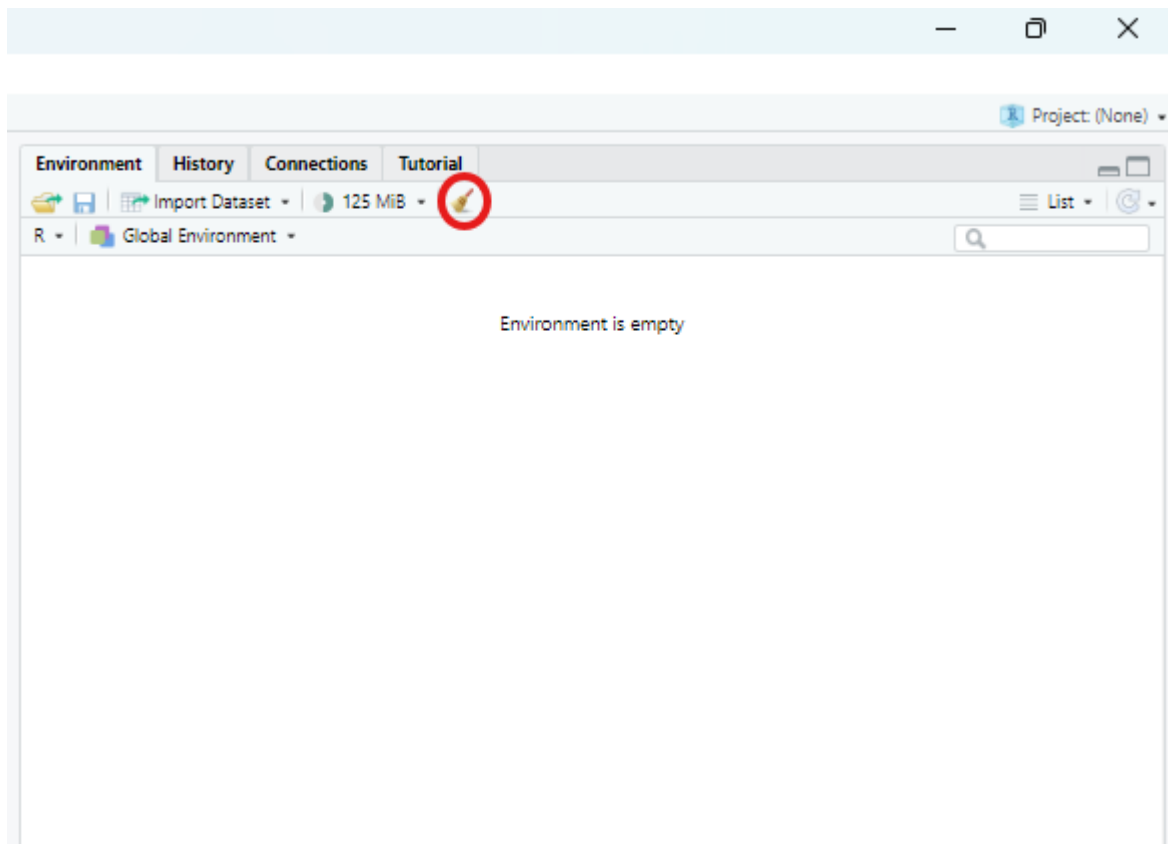 Project: (None)
Environment History Connections Tutorial
Import Dataset 125 MiB List
R Global Environment
Environment is empty